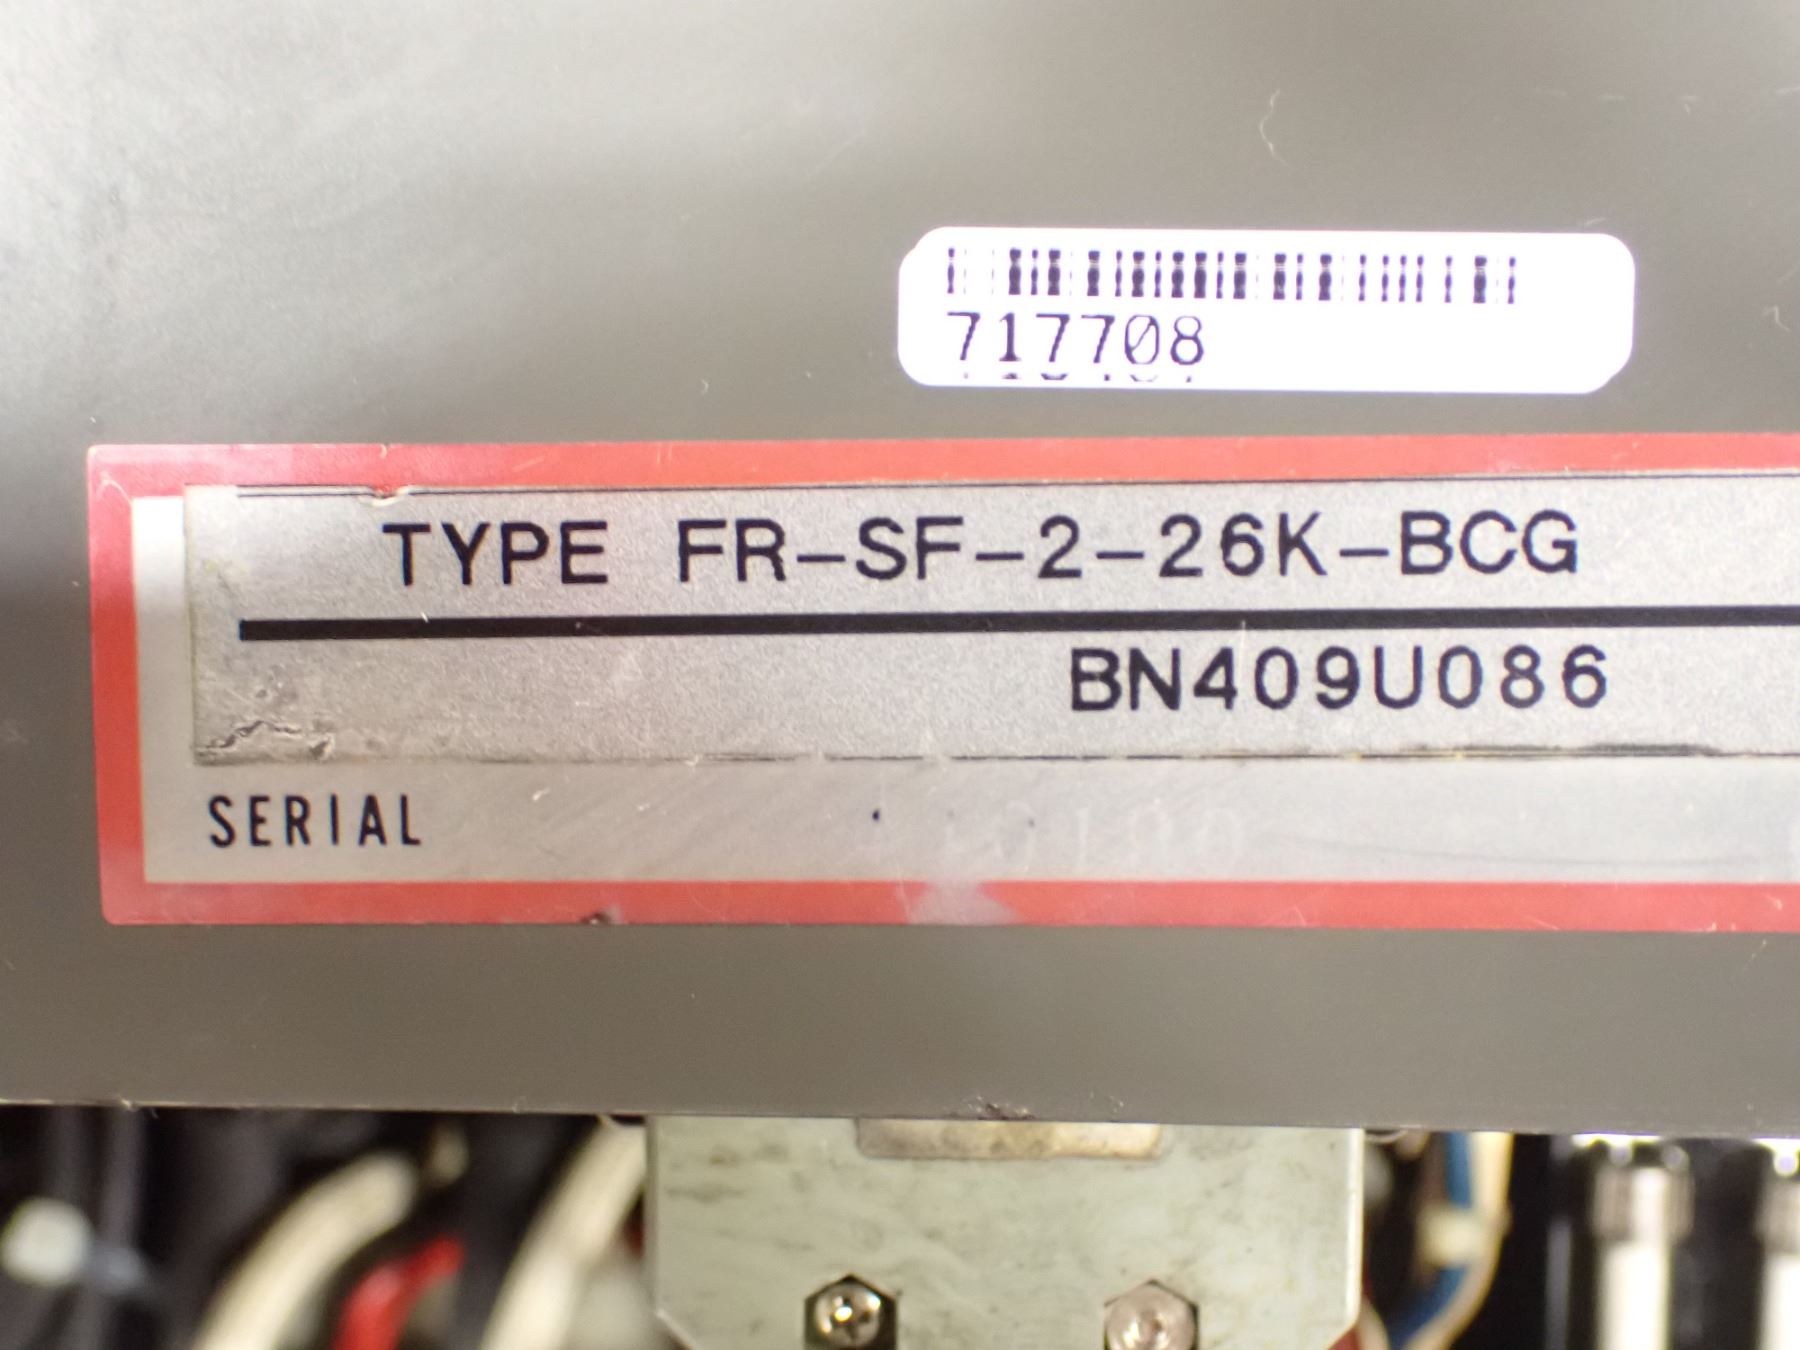 717708
TYPE FR-SF-2-26K-BCG
BN409U086
SERIAL